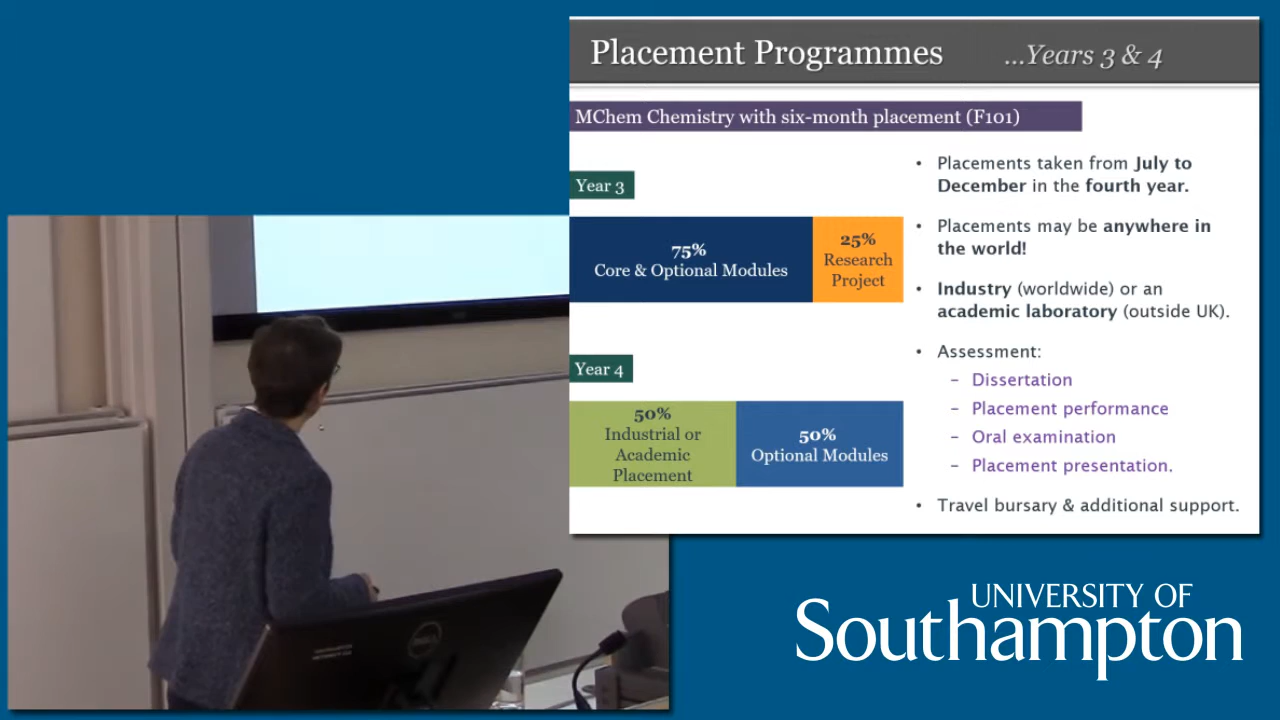 Placement Programmes ...Years 3 & 4
MChem Chemistry with six-month placement (F101)
Year 3
75%
Core & Optional Modules
25%
Research
Project
Year 4
50%
Industrial or
Academic
Placement
50%
Optional Modules
• Placements taken from July to
December in the fourth year.
• Placements may be anywhere in
the world!
• Industry (worldwide) or an
academic laboratory (outside UK).
• Assessment:
– Dissertation
– Placement performance
– Oral examination
– Placement presentation.
• Travel bursary & additional support.
DELL
UNIVERSITY OF
Southampton